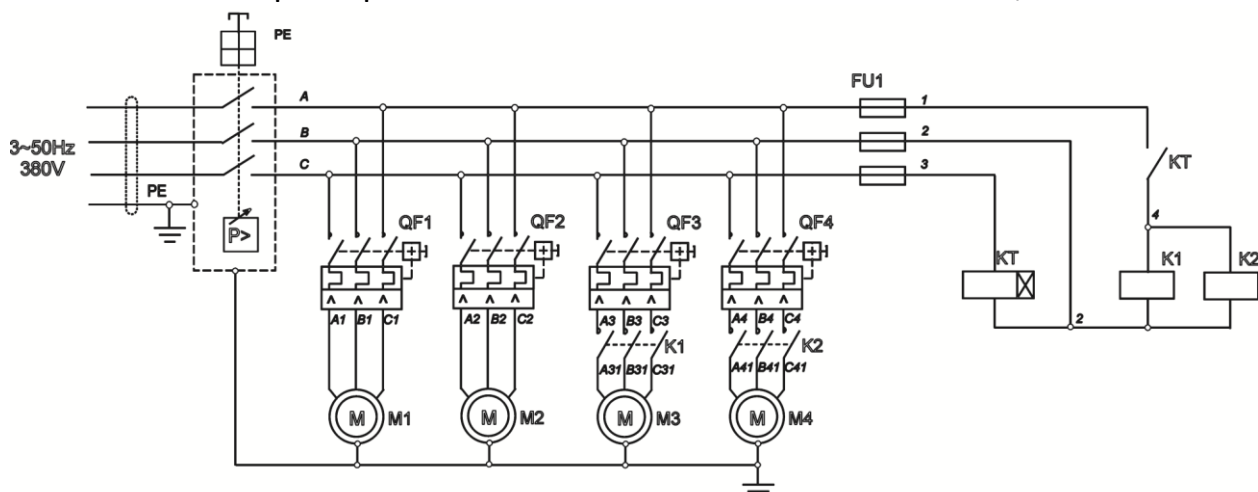 PE
A
FU1
1
B
2
3~50Hz
380V
C
3
KT
PE
4
P>
QF1
QF2
QF3
QF4
KT
K1
K2
A1 B1 C1
A2 B2 C2
A3 B3 C3
A4 B4 C4
2
K1
K2
A31 B31 C31
A41 B41 C41
M M1
M M2
M M3
M M4